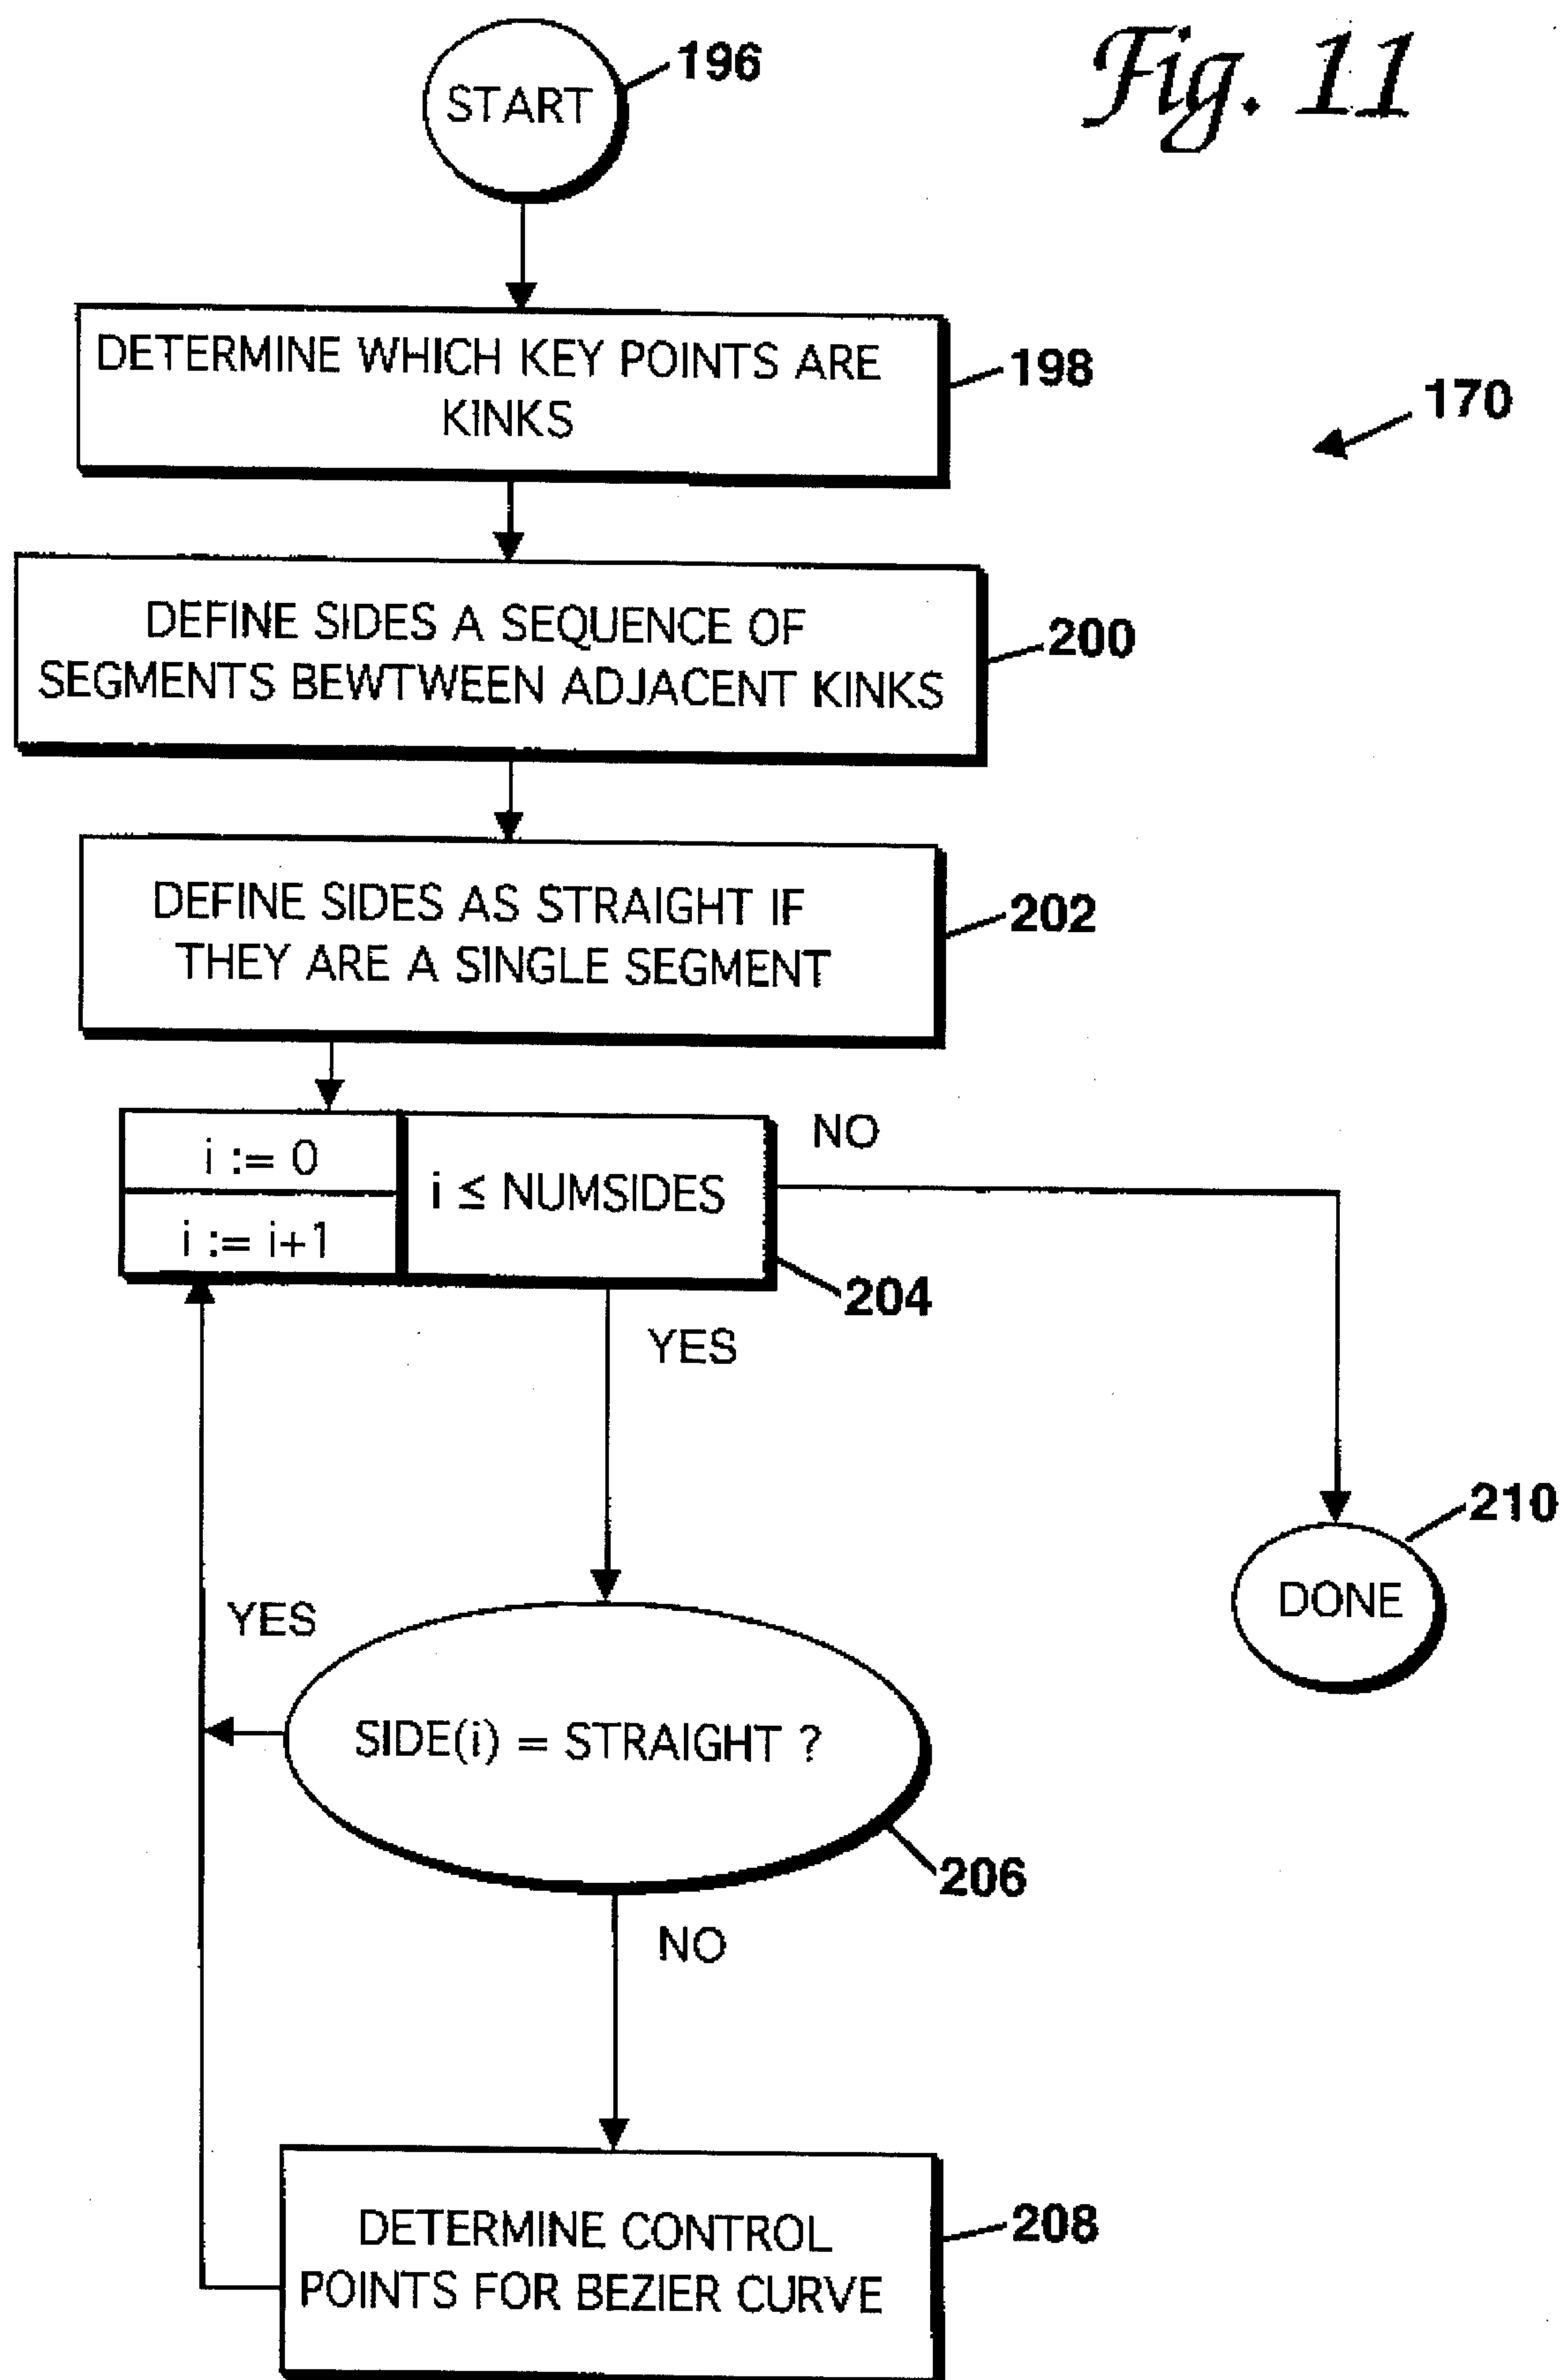 Fig. 11
START
196
DETERMINE WHICH KEY POINTS ARE
KINKS
198
170
DEFINE SIDES A SEQUENCE OF
SEGMENTS BEWTWEEN ADJACENT KINKS
200
DEFINE SIDES AS STRAIGHT IF
THEY ARE A SINGLE SEGMENT
202
i := 0
i := i+1
i ≤ NUMSIDES
NO
204
YES
210
DONE
YES
SIDE(i) = STRAIGHT ?
206
NO
DETERMINE CONTROL
POINTS FOR BEZIER CURVE
208